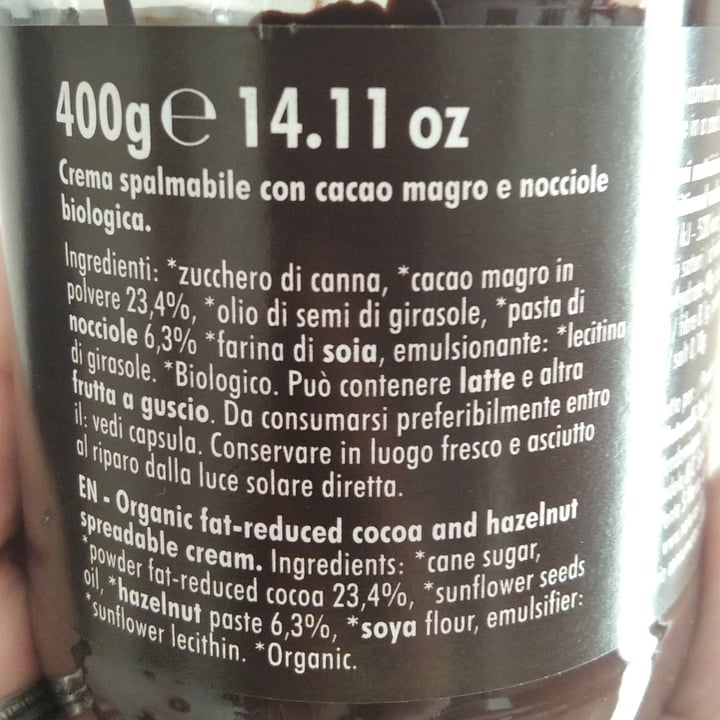 400g e 14.11 oz
Crema spalmabile con cacao magro e nocciole
biologica.
Ingredienti: *zucchero di canna, *cacao magro in
polvere 23,4%, *olio di semi di girasole, *pasta di
nocciole 6,3% *farina di soia, emulsionante: *lecitina
di girasole. *Biologico. Può contenere latte e altra
frutta a guscio. Da consumarsi preferibilmente entro
il: vedi capsula. Conservare in luogo fresco e asciutto
al riparo dalla luce solare diretta.
EN - Organic fat-reduced cocoa and hazelnut
spreadable cream. Ingredients: *cane sugar,
*powder fat-reduced cocoa 23,4%, *sunflower seeds
oil, *hazelnut paste 6,3%, *soya flour, emulsifier:
*sunflower lecithin. *Organic.